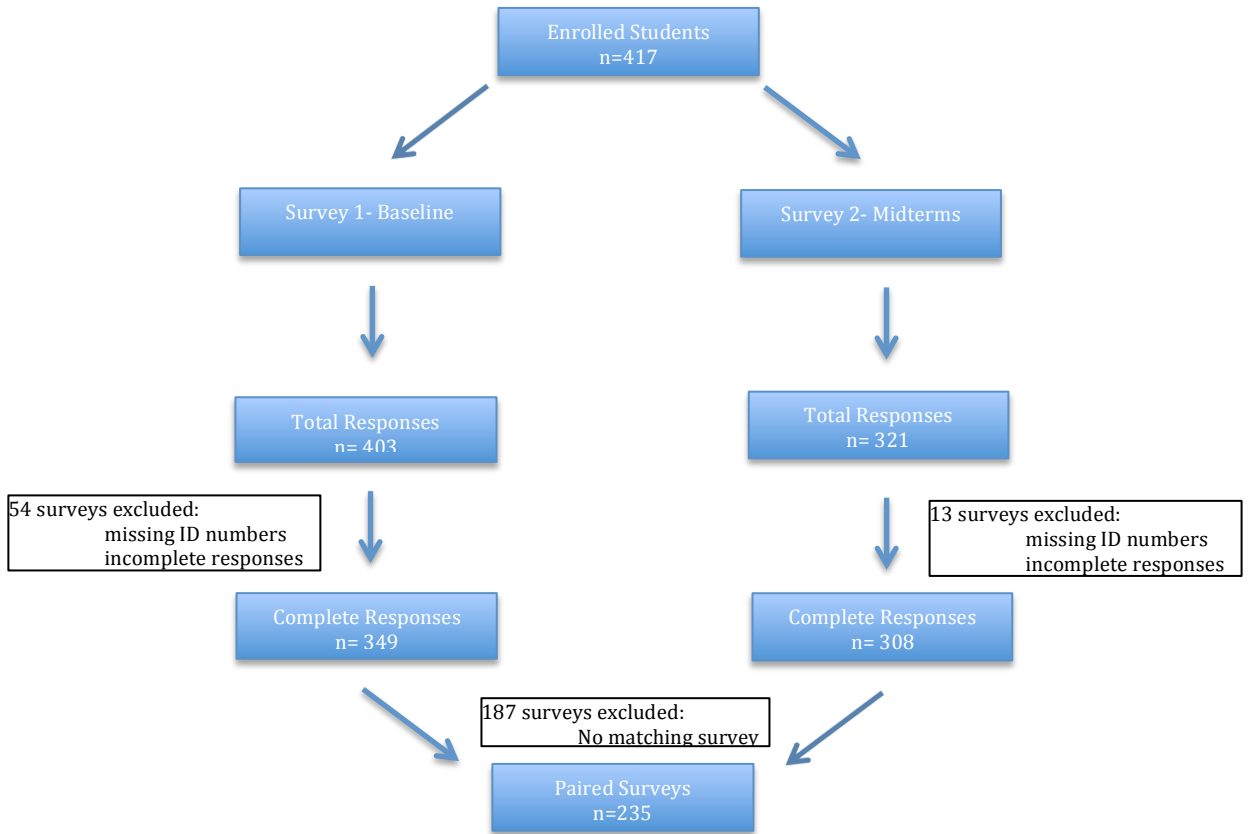 Enrolled Students
n=417
Survey 1- Baseline
Survey 2- Midterms
Total Responses
n= 403
Total Responses
n= 321
54 surveys excluded:
missing ID numbers
incomplete responses
13 surveys excluded:
missing ID numbers
incomplete responses
Complete Responses
n= 349
Complete Responses
n= 308
187 surveys excluded:
No matching survey
Paired Surveys
n=235